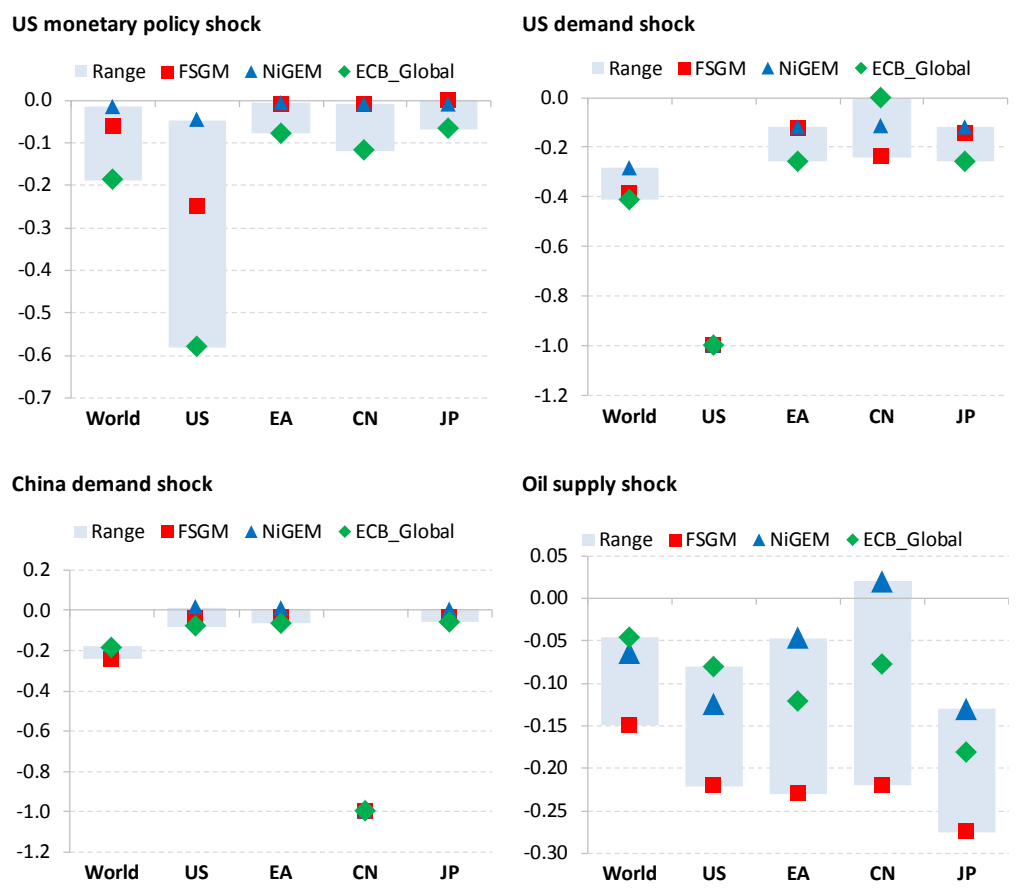 US monetary policy shock
Range FSGM NiGEM ECB_Global
0.0
-0.1
-0.2
-0.3
-0.4
-0.5
-0.6
-0.7
World US EA CN JP
US demand shock
Range FSGM NiGEM ECB_Global
0.0
-0.2
-0.4
-0.6
-0.8
-1.0
-1.2
World US EA CN JP
China demand shock
Range FSGM NiGEM ECB_Global
0.2
0.0
-0.2
-0.4
-0.6
-0.8
-1.0
-1.2
World US EA CN JP
Oil supply shock
Range FSGM NiGEM ECB_Global
0.05
0.00
-0.05
-0.10
-0.15
-0.20
-0.25
-0.30
World US EA CN JP